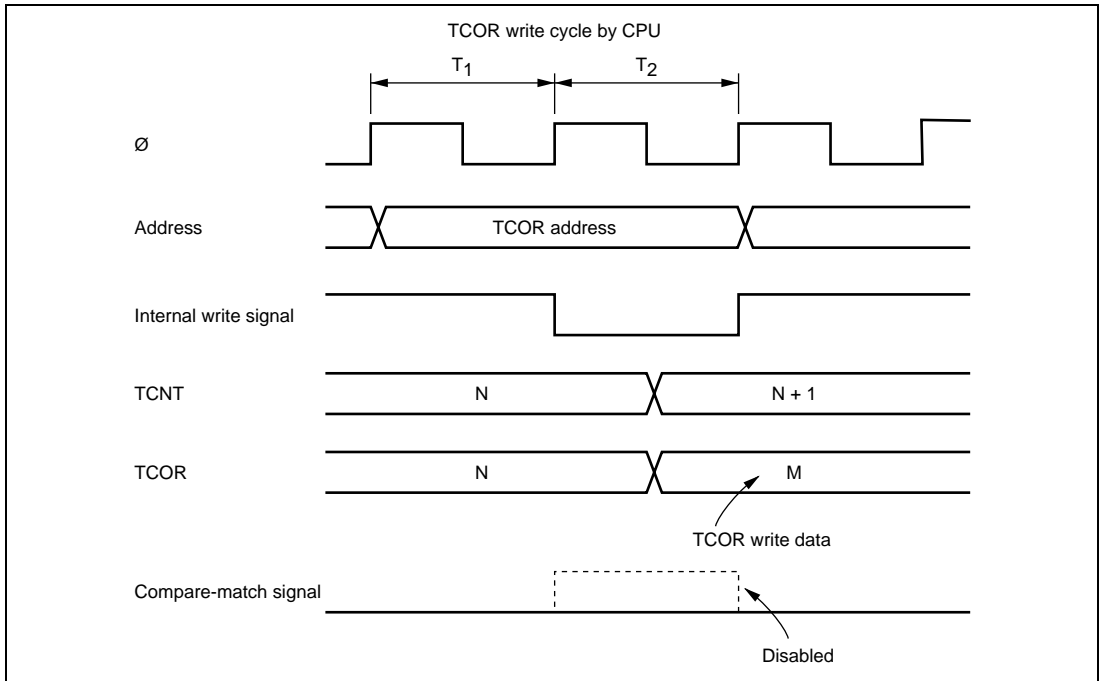 TCOR write cycle by CPU
T1 T2
Ø
Address TCOR address
Internal write signal
TCNT N N + 1
TCOR N M
TCOR write data
Compare-match signal
Disabled